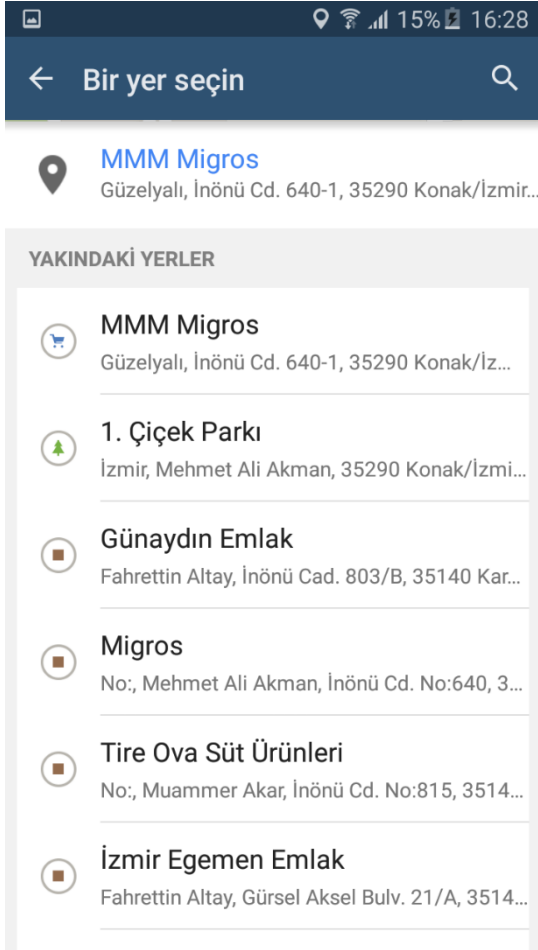 15% 16:28
Bir yer seçin
MMM Migros
Güzelyalı, İnönü Cd. 640-1, 35290 Konak/İzmir...
YAKINDAKİ YERLER
MMM Migros
Güzelyalı, İnönü Cd. 640-1, 35290 Konak/İz...
1. Çiçek Parkı
İzmir, Mehmet Ali Akman, 35290 Konak/İzmi...
Günaydın Emlak
Fahrettin Altay, İnönü Cad. 803/B, 35140 Kar...
Migros
No:, Mehmet Ali Akman, İnönü Cd. No:640, 3...
Tire Ova Süt Ürünleri
No:, Muammer Akar, İnönü Cd. No:815, 3514...
İzmir Egemen Emlak
Fahrettin Altay, Gürsel Aksel Bulv. 21/A, 3514...